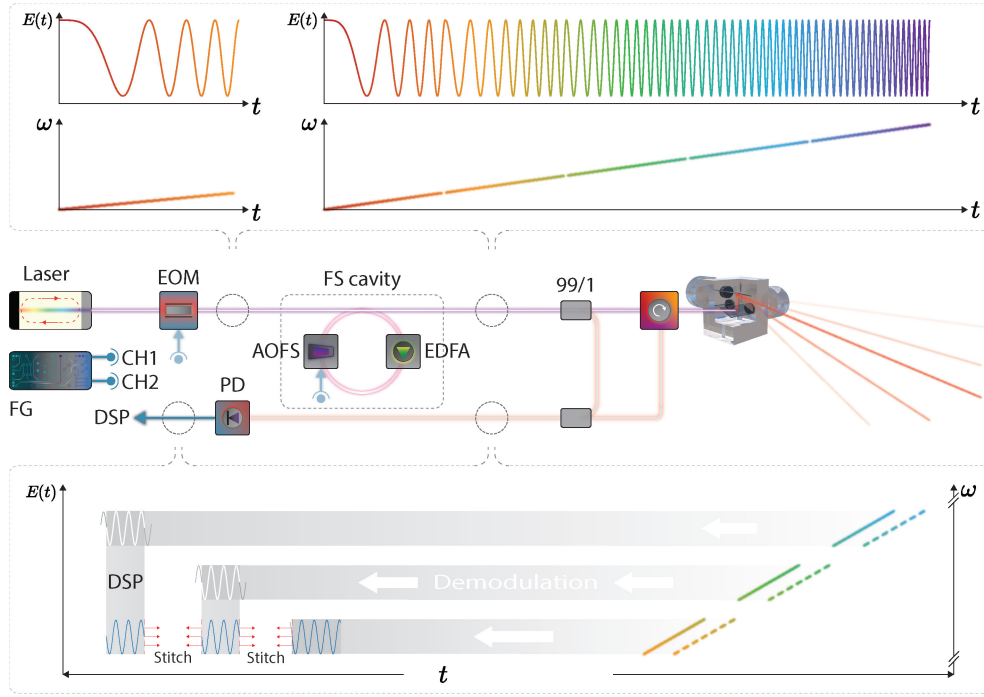 E(t)
t
E(t)
t
ω
t
ω
t
Laser
EOM
FS cavity
99/1
AOFS
EDFA
CH1
CH2
FG
PD
DSP
E(t)
ω
DSP
Demodulation
Stitch
Stitch
t